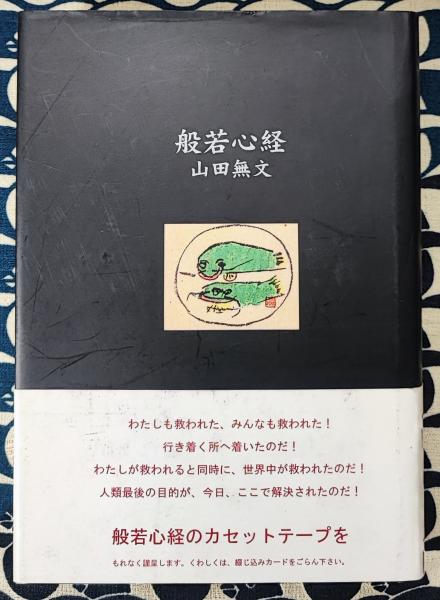 般若心経
山田無文
わたしも救われた、みんなも救われた！
行き着く所へ着いたのだ！
わたしが救われると同時に、世界中が救われたのだ！
人類最後の目的が、今日、ここで解決されたのだ！
般若心経のカセットテープを
もれなく謹呈します。くわしくは、綴じ込みカードをごらん下さい。